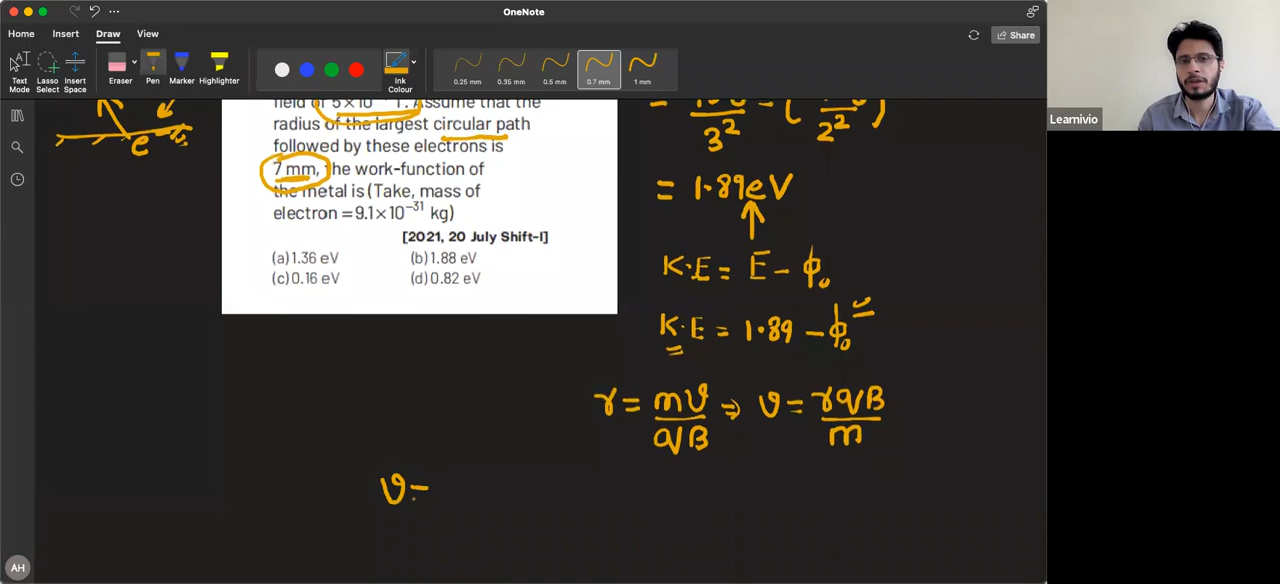 OneNote
Home Insert Draw View
Share
Text Mode
Lasso Select
Insert Space
Eraser
Pen
Marker
Highlighter
Ink Colour
0.25 mm
0.35 mm
0.5 mm
0.7 mm
1 mm
Learnivio
e
radius of the largest circular path
followed by these electrons is
7 mm, the work-function of
the metal is (Take, mass of
electron = 9.1×10⁻³¹ kg)
[2021, 20 July Shift-I]
(a) 1.36 eV (b) 1.88 eV
(c) 0.16 eV (d) 0.82 eV
= 1.89eV
K.E = E - ϕ₀
K.E = 1.89 - ϕ₀
r = mv/qB ⇒ v = rqB/m
v =
AH